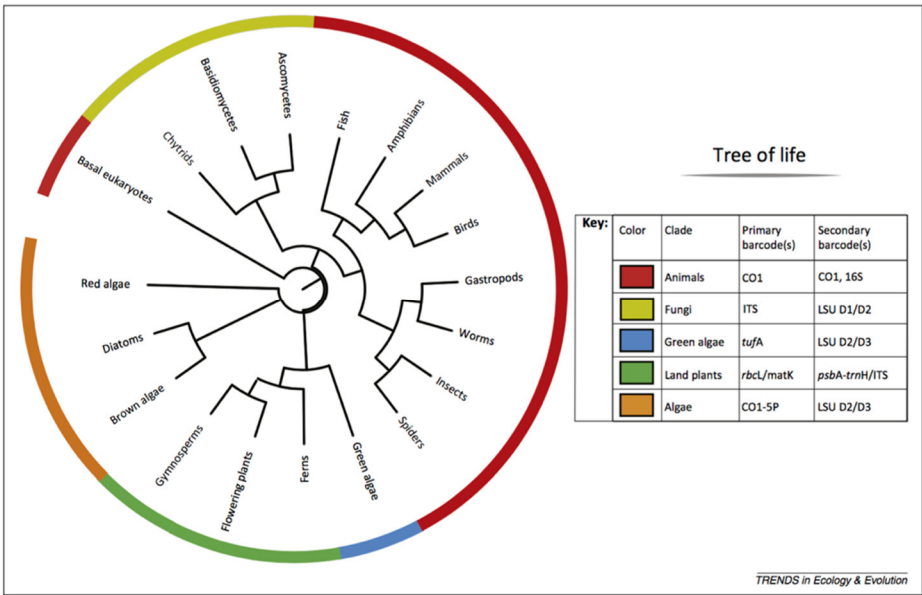 Ascomycetes
Basidiomycetes
Chytrids
Basal eukaryotes
Red algae
Diatoms
Brown algae
Gymnosperms
Flowering plants
Ferns
Green algae
Spiders
Insects
Worms
Gastropods
Birds
Mammals
Amphibians
Fish
Tree of life
Key:
Color Clade Primary barcode(s) Secondary barcode(s)
Animals CO1 CO1, 16S
Fungi ITS LSU D1/D2
Green algae tufA LSU D2/D3
Land plants rbcL/matK psbA-trnH/ITS
Algae CO1-5P LSU D2/D3
TRENDS in Ecology & Evolution